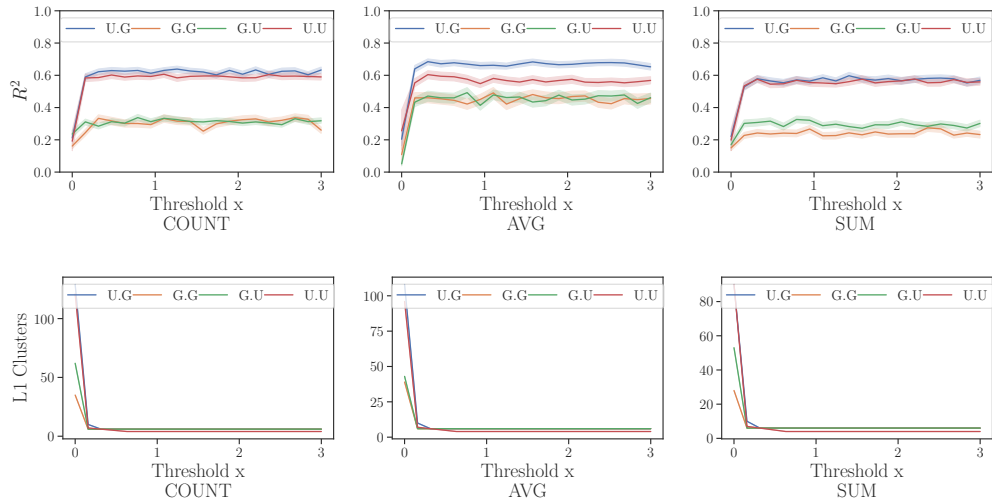 U.G G.G G.U U.U
U.G G.G G.U U.U
U.G G.G G.U U.U
R²
1.0
0.8
0.6
0.4
0.2
0.0
1.0
0.8
0.6
0.4
0.2
0.0
1.0
0.8
0.6
0.4
0.2
0.0
0 1 2 3
0 1 2 3
0 1 2 3
Threshold x
Threshold x
Threshold x
COUNT
AVG
SUM
U.G G.G G.U U.U
U.G G.G G.U U.U
U.G G.G G.U U.U
L1 Clusters
100
50
0
100
75
50
25
0
80
60
40
20
0
0 1 2 3
0 1 2 3
0 1 2 3
Threshold x
Threshold x
Threshold x
COUNT
AVG
SUM